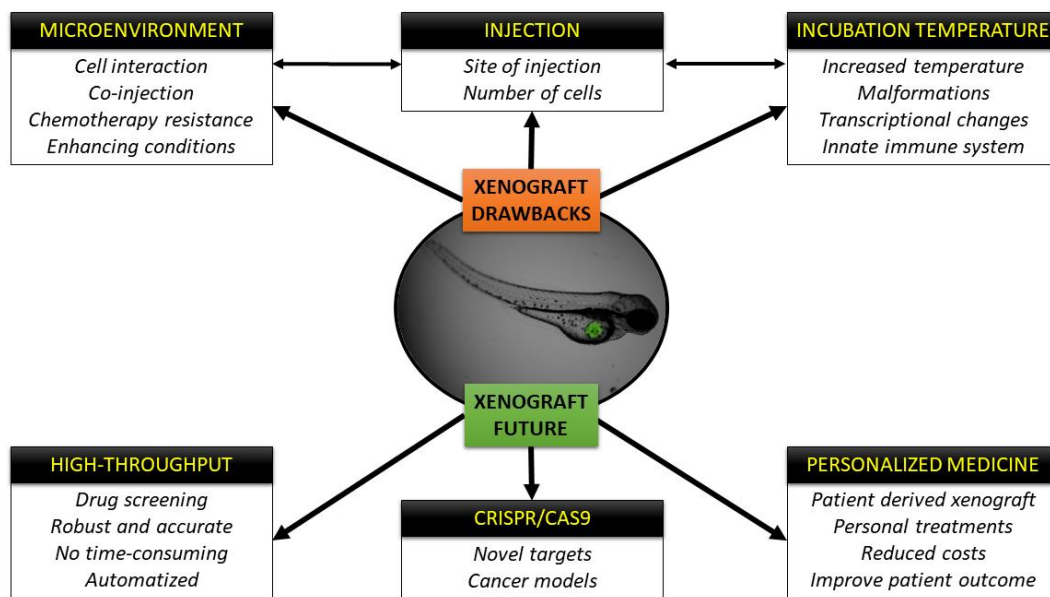 MICROENVIRONMENT
Cell interaction
Co-injection
Chemotherapy resistance
Enhancing conditions
INJECTION
Site of injection
Number of cells
INCUBATION TEMPERATURE
Increased temperature
Malformations
Transcriptional changes
Innate immune system
XENOGRAFT
DRAWBACKS
XENOGRAFT
FUTURE
HIGH-THROUGHPUT
Drug screening
Robust and accurate
No time-consuming
Automatized
CRISPR/CAS9
Novel targets
Cancer models
PERSONALIZED MEDICINE
Patient derived xenograft
Personal treatments
Reduced costs
Improve patient outcome